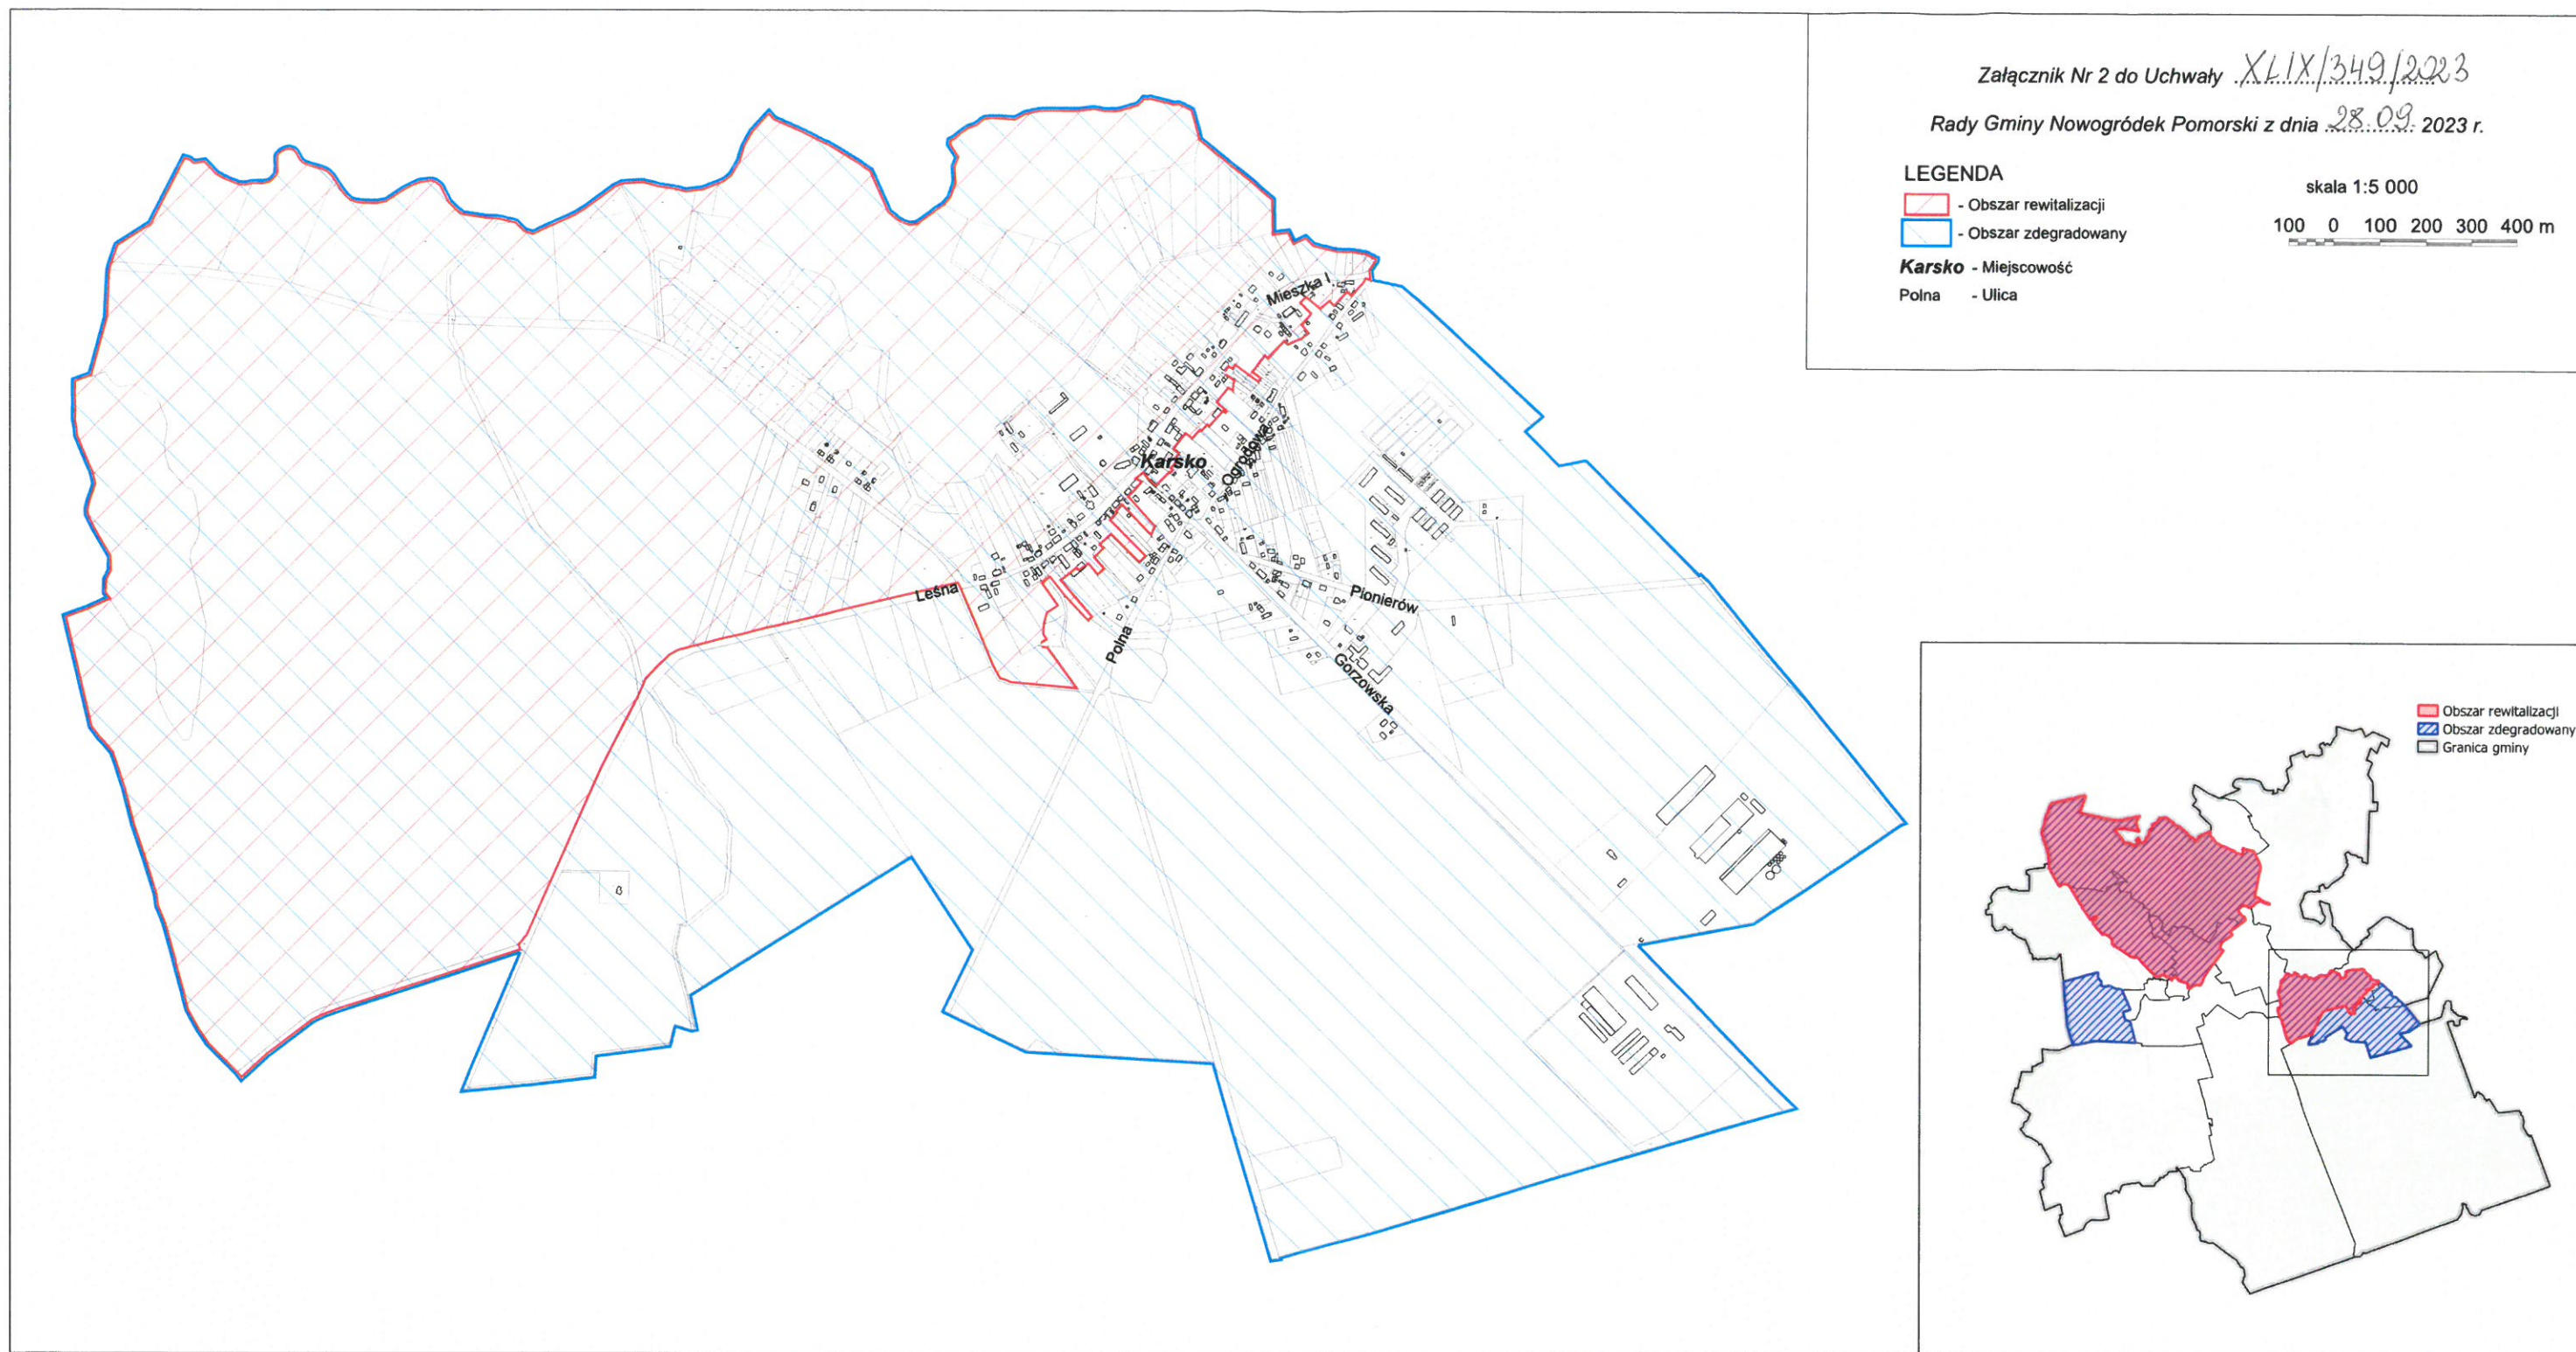 Załącznik Nr 2 do Uchwały XLIX/349/2023
Rady Gminy Nowogródek Pomorski z dnia 28.09. 2023 r.
LEGENDA
- Obszar rewitalizacji
- Obszar zdegradowany
Karsko - Miejscowość
Polna - Ulica
skala 1:5 000
100 0 100 200 300 400 m
Mieszka I.
Karsko
Ogrodowa
Leśna
Polna
Pionierów
Gorzowska
Obszar rewitalizacji
Obszar zdegradowany
Granica gminy